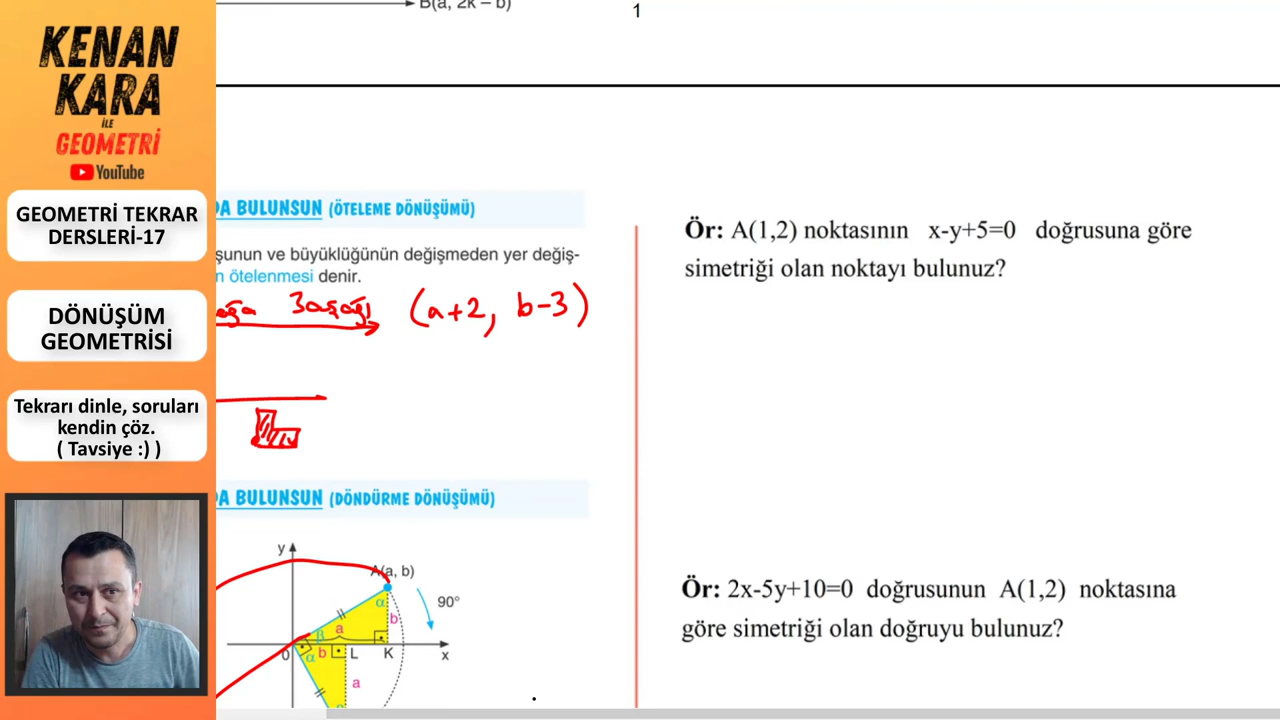 KENAN
KARA
İLE
GEOMETRİ
YouTube
GEOMETRİ TEKRAR
DERSLERİ-17
DÖNÜŞÜM
GEOMETRİSİ
Tekrarı dinle, soruları
kendin çöz.
( Tavsiye :) )
B(a, 2k – b)
1
DA BULUNSUN (ÖTELEME DÖNÜŞÜMÜ)
şunun ve büyüklüğünün değişmeden yer değiş-
n ötelenmesi denir.
3aşağı (a+2, b-3)
DA BULUNSUN (DÖNDÜRME DÖNÜŞÜMÜ)
y
A(a, b)
90°
α
b
β
a
0
α
b
L
K
x
a
Ör: A(1,2) noktasının x-y+5=0 doğrusuna göre
simetriği olan noktayı bulunuz?
Ör: 2x-5y+10=0 doğrusunun A(1,2) noktasına
göre simetriği olan doğruyu bulunuz?